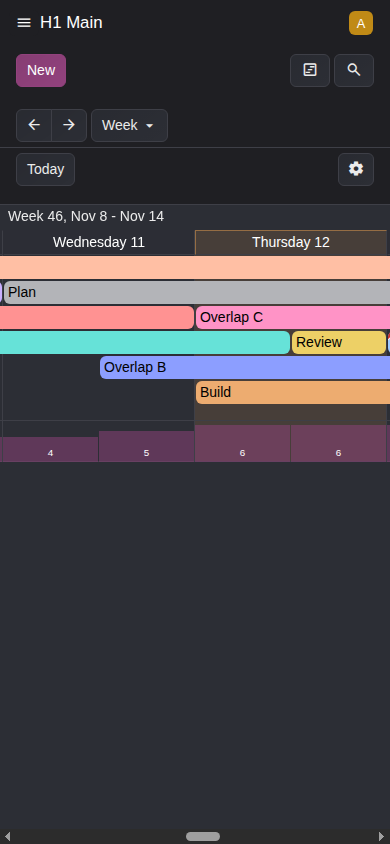 H1 Main
A
New
Week
Today
Week 46, Nov 8 - Nov 14
Wednesday 11
Thursday 12
Plan
Overlap C
Review
Overlap B
Build
4
5
6
6